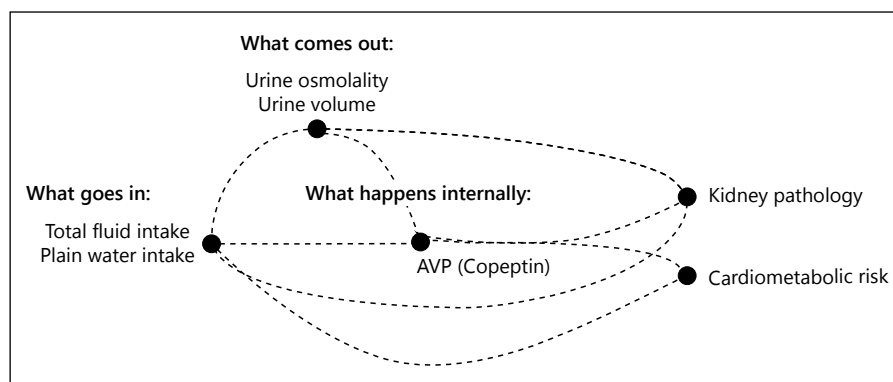 What comes out:
Urine osmolality
Urine volume
What goes in:
What happens internally:
Total fluid intake
Plain water intake
AVP (Copeptin)
Kidney pathology
Cardiometabolic risk